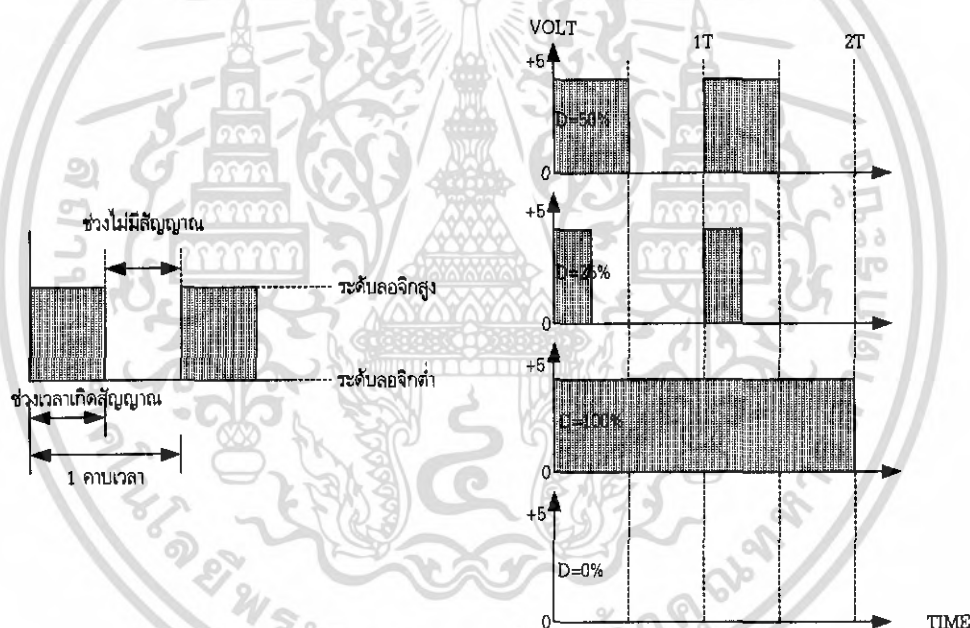 VOLT
1T
2T
+5
D=50%
0
+5
D=25%
0
+5
D=100%
0
+5
D=0%
0
TIME
ช่วงไม่มีสัญญาณ
ระดับลอจิกสูง
ระดับลอจิกต่ำ
ช่วงเวลาเกิดสัญญาณ
1 คาบเวลา